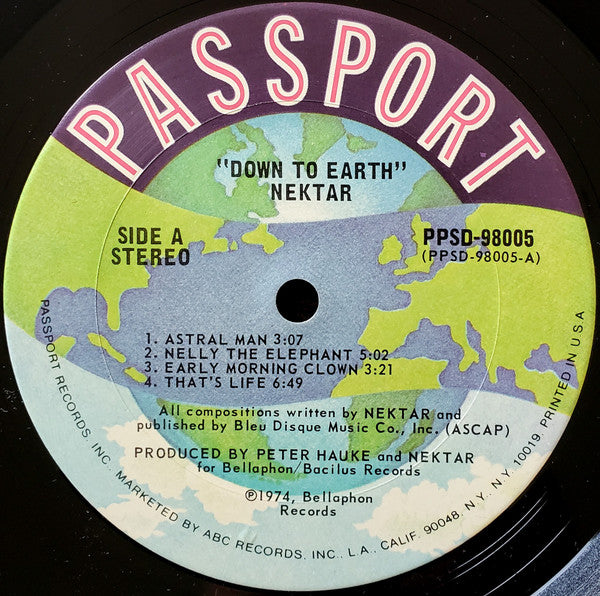 PASSPORT
"DOWN TO EARTH"
NEKTAR
SIDE A
STEREO
PPSD-98005
(PPSD-98005-A)
1. ASTRAL MAN 3:07
2. NELLY THE ELEPHANT 5:02
3. EARLY MORNING CLOWN 3:21
4. THAT'S LIFE 6:49
All compositions written by NEKTAR and
published by Bleu Disque Music Co., Inc. (ASCAP)
PRODUCED BY PETER HAUKE and NEKTAR
for Bellaphon/Bacilus Records
℗1974, Bellaphon
Records
PASSPORT RECORDS, INC. MARKETED BY ABC RECORDS, INC., L.A., CALIF. 90048, N.Y. N.Y. 10019. PRINTED IN U.S.A.